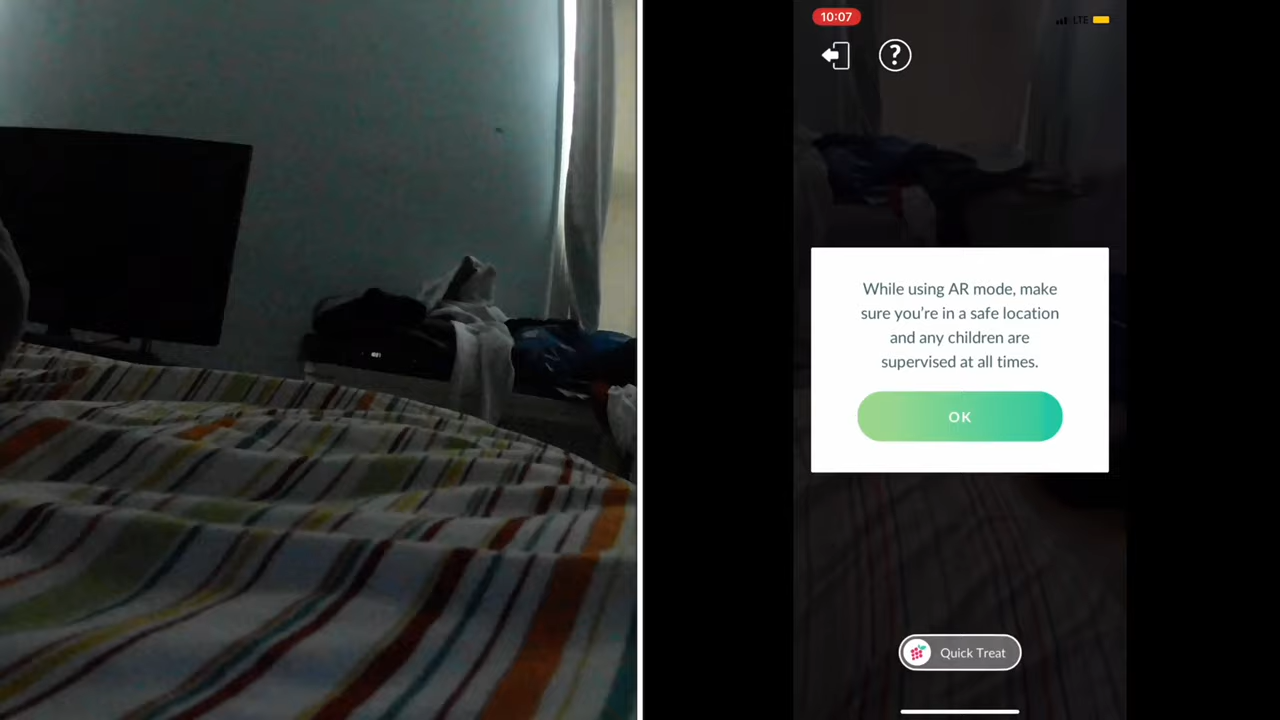 10:07
LTE
?
While using AR mode, make
sure you're in a safe location
and any children are
supervised at all times.
OK
Quick Treat